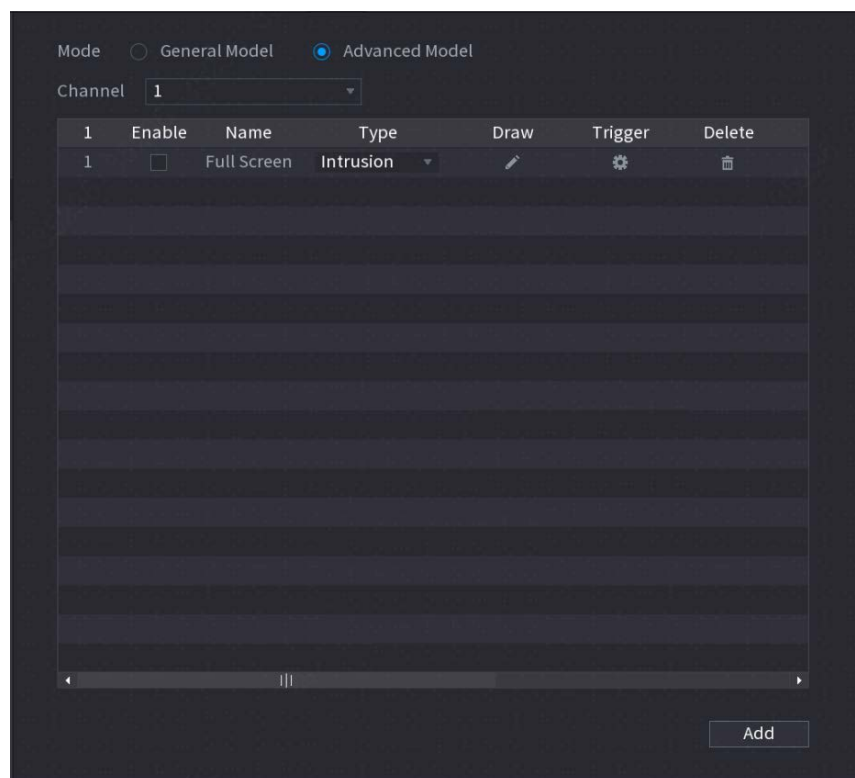 Mode General Model Advanced Model
Channel 1
1 Enable Name Type Draw Trigger Delete
1 Full Screen Intrusion
Add